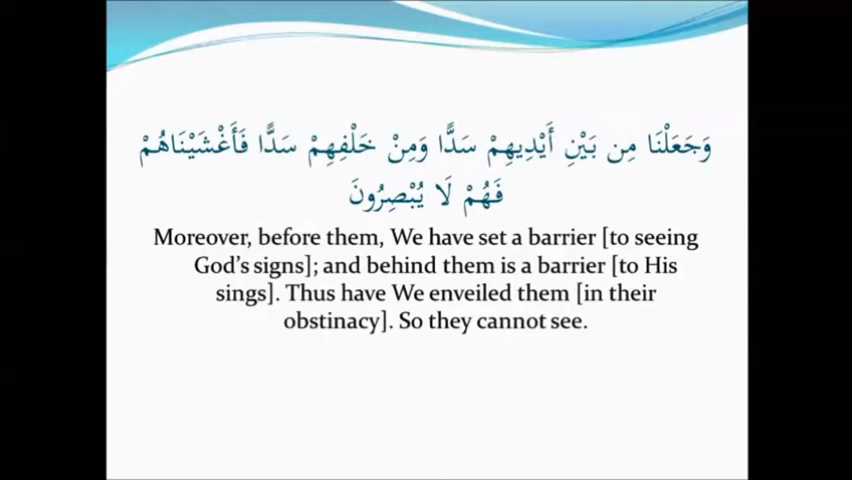 وَجَعَلْنَا مِن بَيْنِ أَيْدِيهِمْ سَدًّا وَمِنْ خَلْفِهِمْ سَدًّا فَأَغْشَيْنَاهُمْ
فَهُمْ لَا يُبْصِرُونَ
Moreover, before them, We have set a barrier [to seeing
God's signs]; and behind them is a barrier [to His
sings]. Thus have We enveiled them [in their
obstinacy]. So they cannot see.